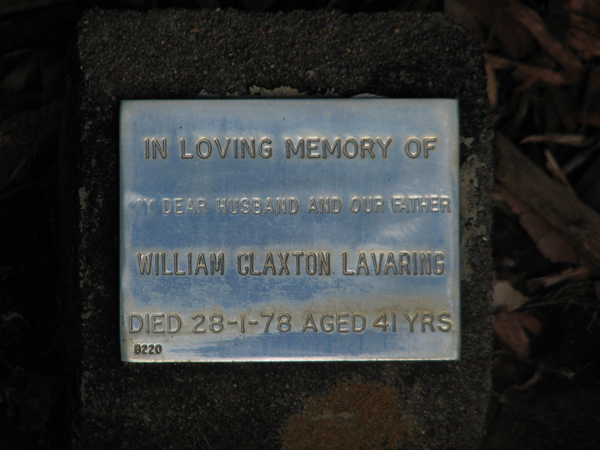 IN LOVING MEMORY OF
MY DEAR HUSBAND AND OUR FATHER
WILLIAM CLAXTON LAVARING
DIED 28-1-78 AGED 41 YRS
B220